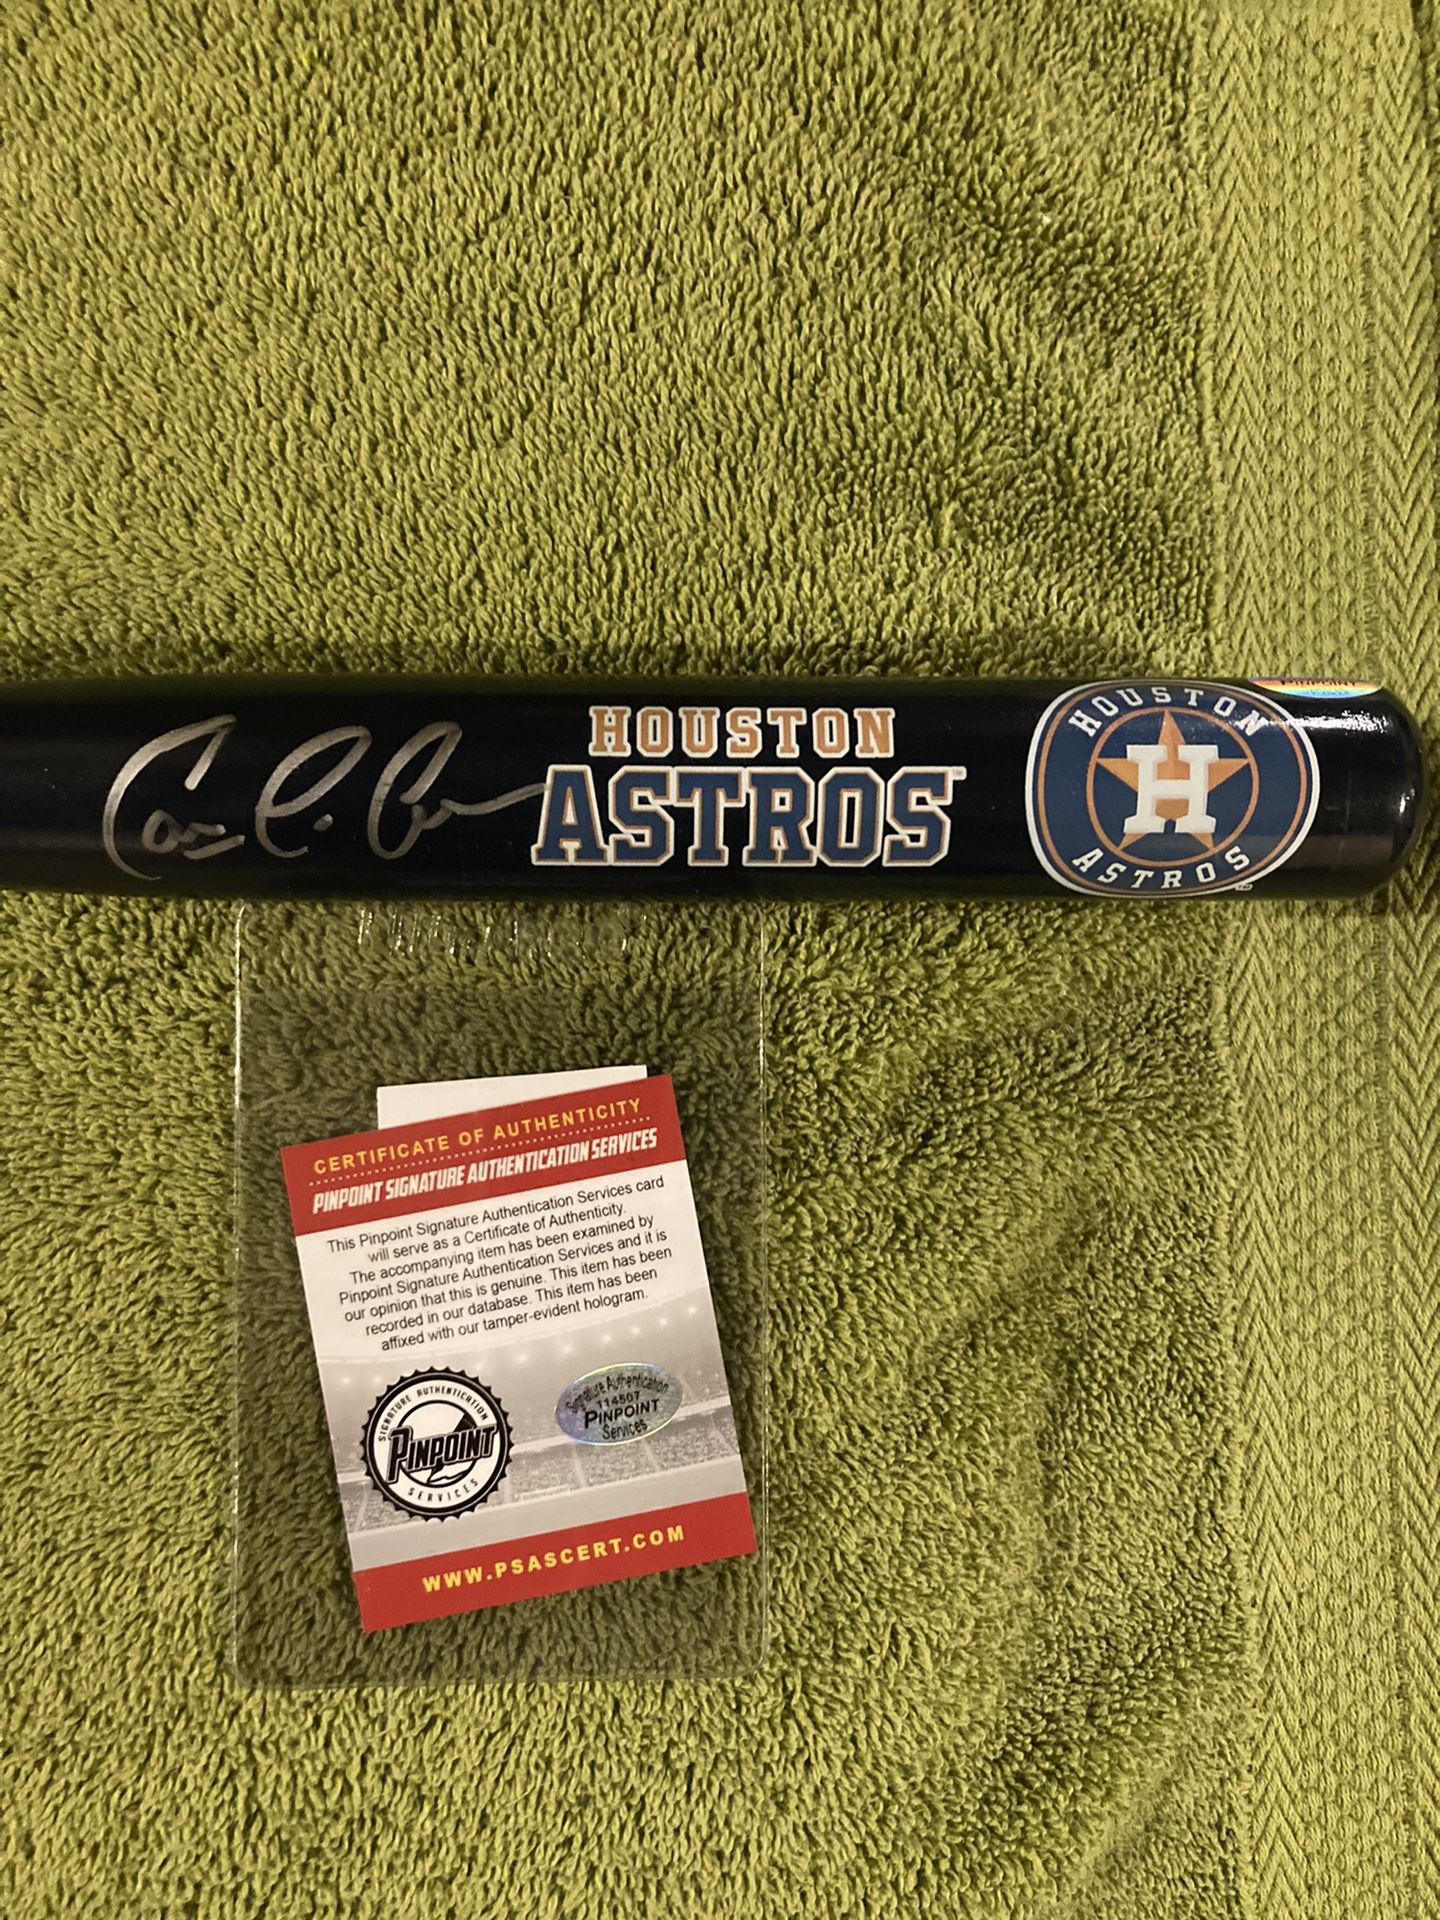 PINPOINT
HOUSTON
ASTROS™
HOUSTON
H
ASTROS
CERTIFICATE OF AUTHENTICITY
PINPOINT SIGNATURE AUTHENTICATION SERVICES
This Pinpoint Signature Authentication Services card
will serve as a Certificate of Authenticity.
The accompanying item has been examined by
Pinpoint Signature Authentication Services and it is
our opinion that this is genuine. This item has been
recorded in our database. This item has been
affixed with our tamper-evident hologram.
SIGNATURE AUTHENTICATION
PINPOINT
SERVICES
Signature Authentication
114507
PINPOINT
Services
WWW.PSASCERT.COM